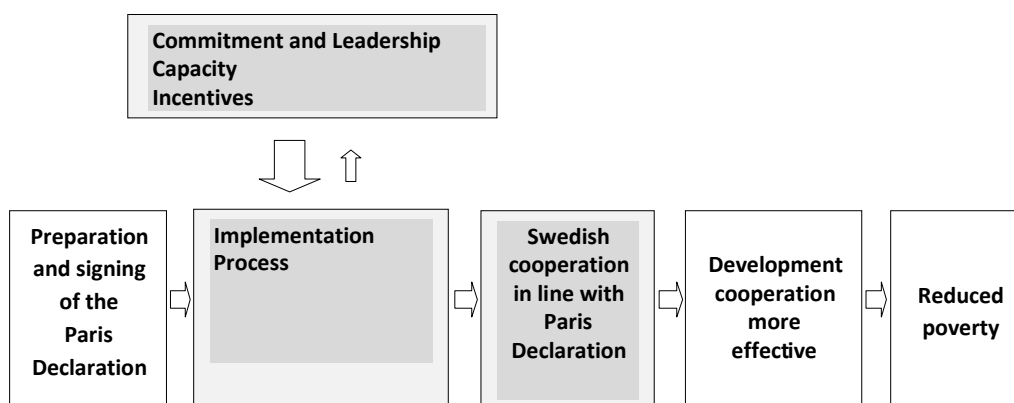 Commitment and Leadership
Capacity
Incentives
Preparation
and signing
of the
Paris
Declaration
Implementation
Process
Swedish
cooperation
in line with
Paris
Declaration
Development
cooperation
more
effective
Reduced
poverty